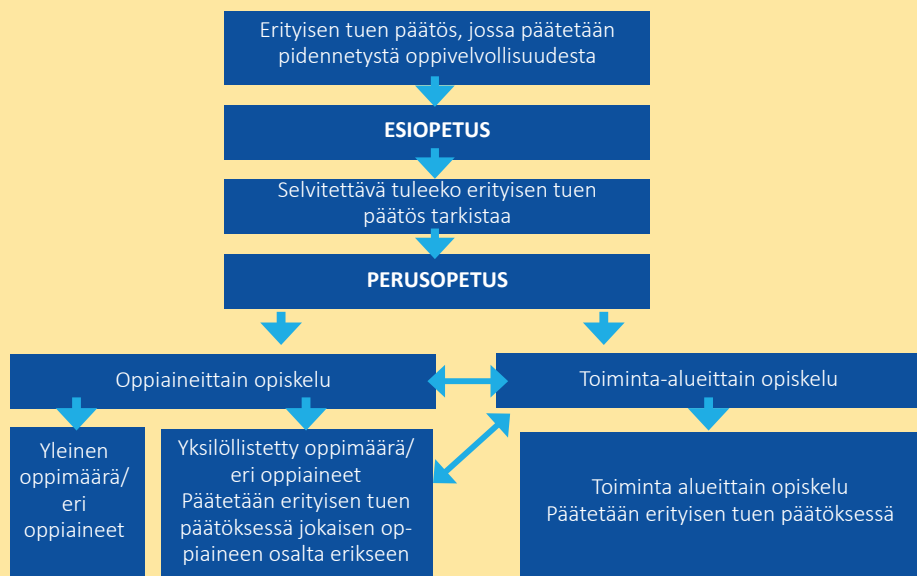 Erityisen tuen päätös, jossa päätetään
pidennetystä oppivelvollisuudesta
ESIOPETUS
Selvitettävä tuleeko erityisen tuen
päätös tarkistaa
PERUSOPETUS
Oppiaineittain opiskelu
Toiminta-alueittain opiskelu
Yleinen
oppimäärä/
eri
oppiaineet
Yksilöllistetty oppimäärä/
eri oppiaineet
Päätetään erityisen tuen
päätöksessä jokaisen op-
piaineen osalta erikseen
Toiminta alueittain opiskelu
Päätetään erityisen tuen päätöksessä